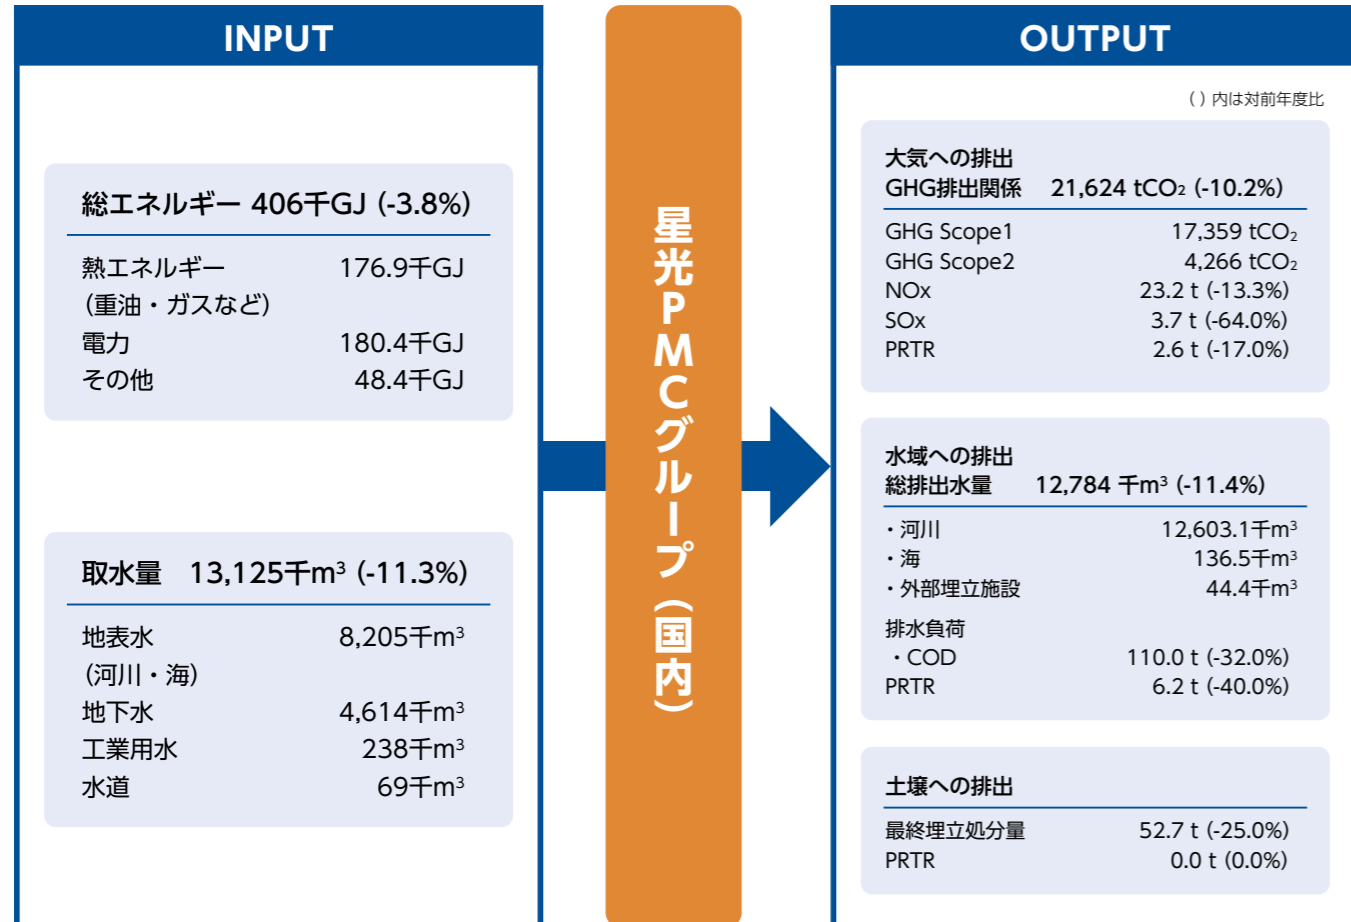 INPUT
総エネルギー 406千GJ (-3.8%)
熱エネルギー 176.9千GJ
(重油・ガスなど)
電力 180.4千GJ
その他 48.4千GJ
取水量 13,125千m³ (-11.3%)
地表水 8,205千m³
(河川・海)
地下水 4,614千m³
工業用水 238千m³
水道 69千m³
星光PMCグループ(国内)
OUTPUT
( ) 内は対前年度比
大気への排出
GHG排出関係 21,624 tCO₂ (-10.2%)
GHG Scope1 17,359 tCO₂
GHG Scope2 4,266 tCO₂
NOx 23.2 t (-13.3%)
SOx 3.7 t (-64.0%)
PRTR 2.6 t (-17.0%)
水域への排出
総排出水量 12,784 千m³ (-11.4%)
・河川 12,603.1千m³
・海 136.5千m³
・外部埋立施設 44.4千m³
排水負荷
・COD 110.0 t (-32.0%)
PRTR 6.2 t (-40.0%)
土壌への排出
最終埋立処分量 52.7 t (-25.0%)
PRTR 0.0 t (0.0%)